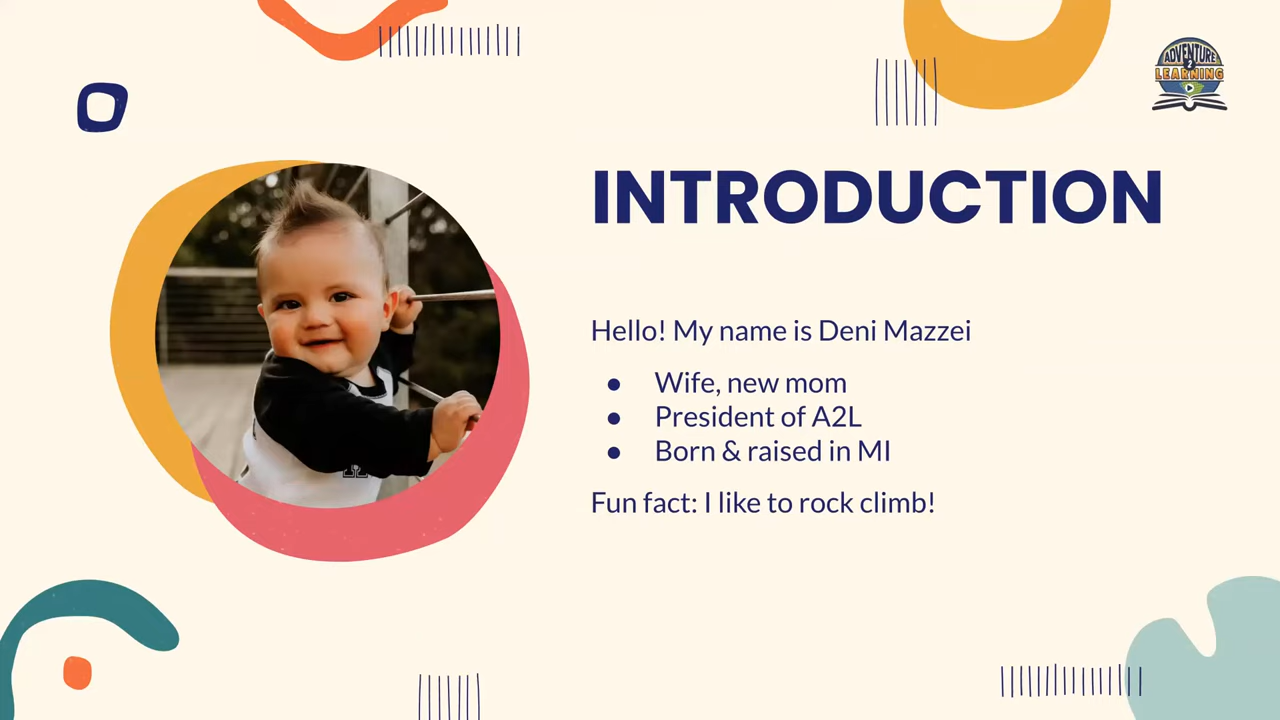 ADVENTURE
2
LEARNING
INTRODUCTION
Hello! My name is Deni Mazzei
● Wife, new mom
● President of A2L
● Born & raised in MI
Fun fact: I like to rock climb!